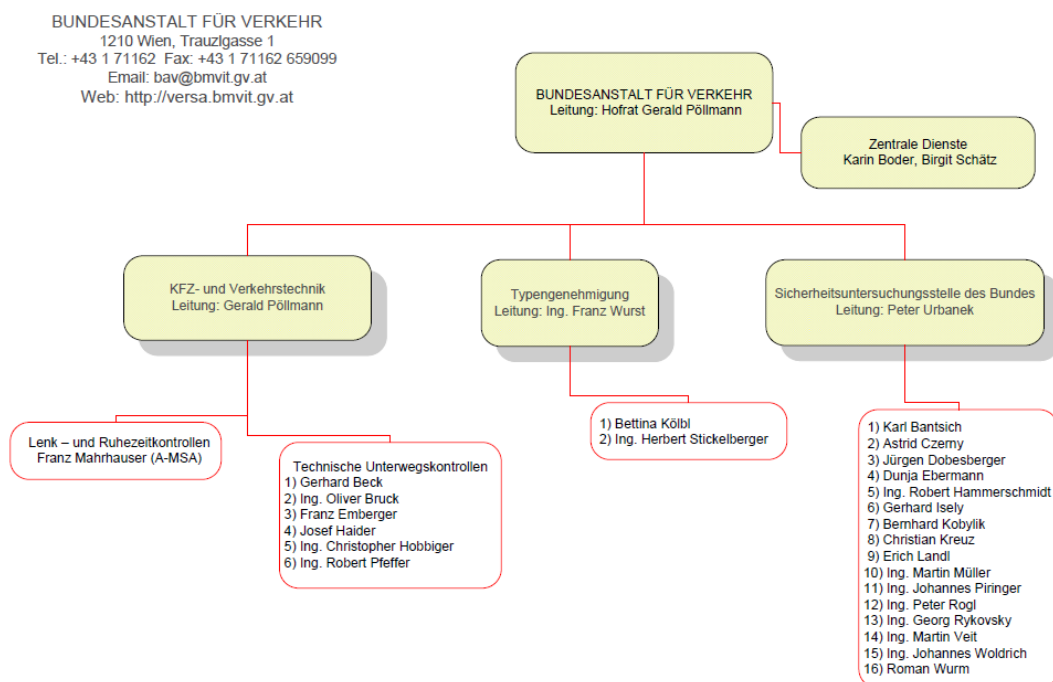 BUNDESANSTALT FÜR VERKEHR
1210 Wien, Trauzlgasse 1
Tel.: +43 1 71162 Fax: +43 1 71162 659099
Email: bav@bmvit.gv.at
Web: http://versa.bmvit.gv.at
BUNDESANSTALT FÜR VERKEHR
Leitung: Hofrat Gerald Pöllmann
Zentrale Dienste
Karin Boder, Birgit Schätz
KFZ- und Verkehrstechnik
Leitung: Gerald Pöllmann
Typengenehmigung
Leitung: Ing. Franz Wurst
Sicherheitsuntersuchungsstelle des Bundes
Leitung: Peter Urbanek
Lenk – und Ruhezeitkontrollen
Franz Mahrhauser (A-MSA)
Technische Unterwegskontrollen
1) Gerhard Beck
2) Ing. Oliver Bruck
3) Franz Emberger
4) Josef Haider
5) Ing. Christopher Hobbiger
6) Ing. Robert Pfeffer
1) Bettina Kölbl
2) Ing. Herbert Stickelberger
1) Karl Bantsich
2) Astrid Czerny
3) Jürgen Dobesberger
4) Dunja Ebermann
5) Ing. Robert Hammerschmidt
6) Gerhard Isely
7) Bernhard Kobylik
8) Christian Kreuz
9) Erich Landl
10) Ing. Martin Müller
11) Ing. Johannes Piringer
12) Ing. Peter Rogl
13) Ing. Georg Rykovsky
14) Ing. Martin Veit
15) Ing. Johannes Woldrich
16) Roman Wurm